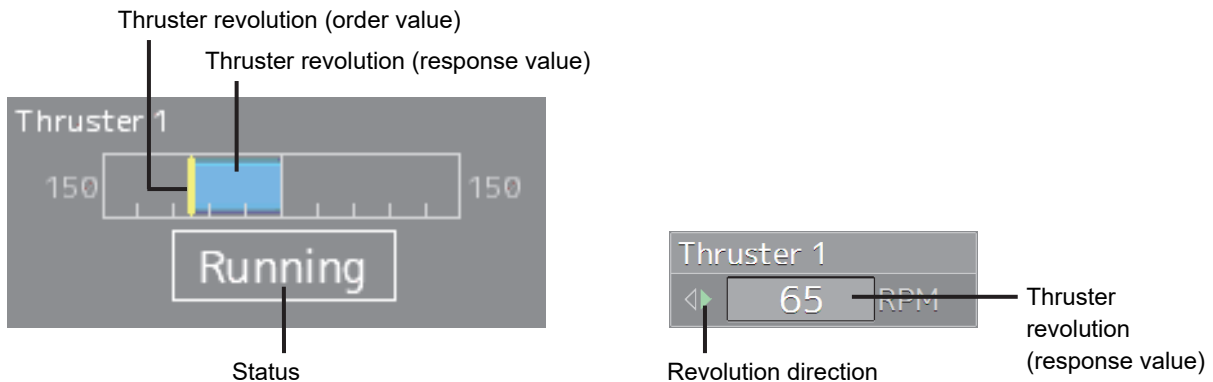 Thruster revolution (order value)
Thruster revolution (response value)
Thruster 1
150
150
Running
Status
Thruster 1
65
RPM
Revolution direction
Thruster
revolution
(response value)